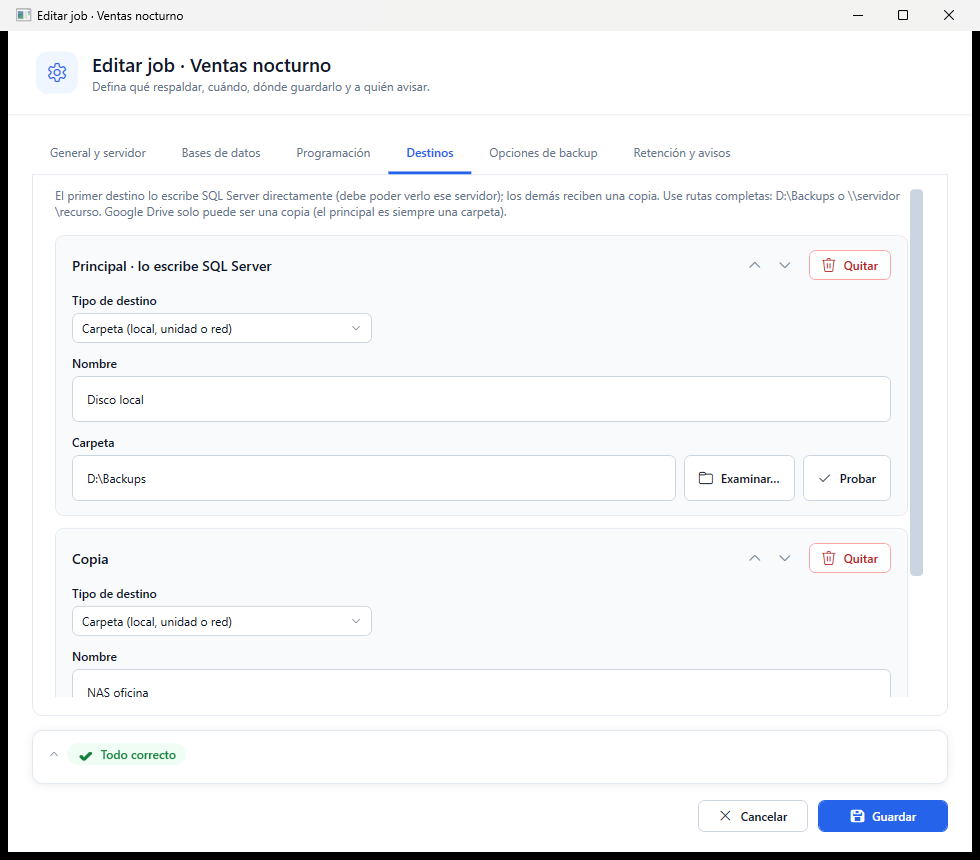 Editar job · Ventas nocturno
Editar job · Ventas nocturno
Defina qué respaldar, cuándo, dónde guardarlo y a quién avisar.
General y servidor
Bases de datos
Programación
Destinos
Opciones de backup
Retención y avisos
El primer destino lo escribe SQL Server directamente (debe poder verlo ese servidor); los demás reciben una copia. Use rutas completas: D:\Backups o \\servidor
\recurso. Google Drive solo puede ser una copia (el principal es siempre una carpeta).
Principal · lo escribe SQL Server
Quitar
Tipo de destino
Carpeta (local, unidad o red)
Nombre
Disco local
Carpeta
D:\Backups
Examinar...
Probar
Copia
Quitar
Tipo de destino
Carpeta (local, unidad o red)
Nombre
NAS oficina
Todo correcto
Cancelar
Guardar